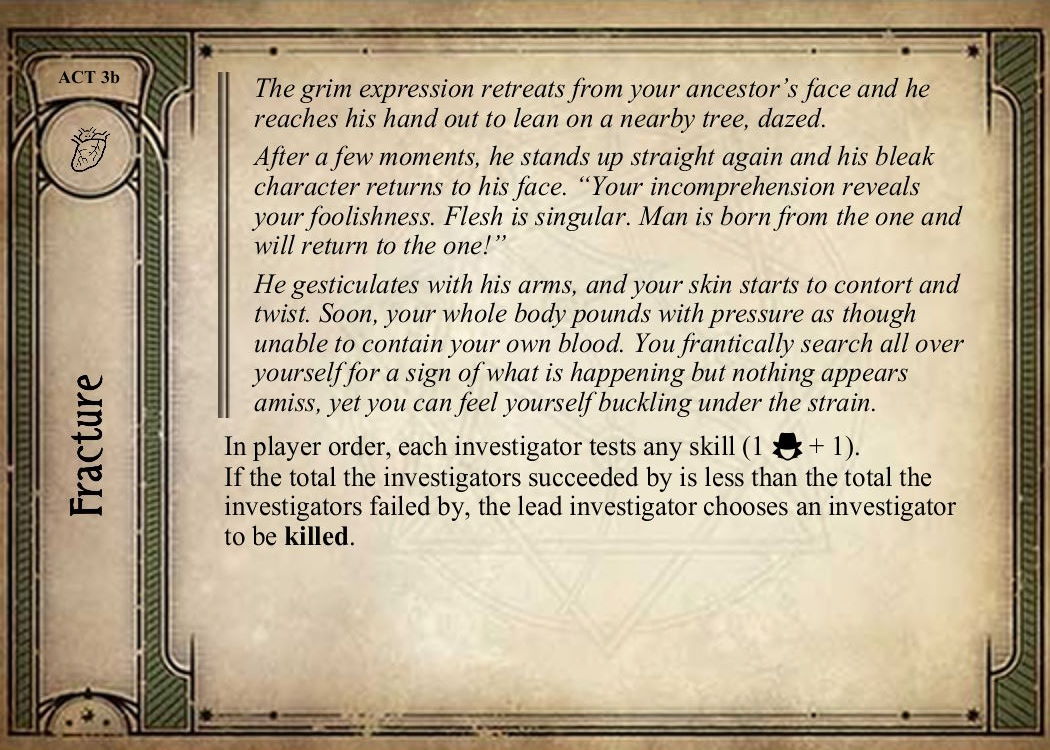 ACT 3b
Fracture
The grim expression retreats from your ancestor’s face and he
reaches his hand out to lean on a nearby tree, dazed.
After a few moments, he stands up straight again and his bleak
character returns to his face. “Your incomprehension reveals
your foolishness. Flesh is singular. Man is born from the one and
will return to the one!”
He gesticulates with his arms, and your skin starts to contort and
twist. Soon, your whole body pounds with pressure as though
unable to contain your own blood. You frantically search all over
yourself for a sign of what is happening but nothing appears
amiss, yet you can feel yourself buckling under the strain.
In player order, each investigator tests any skill (1 + 1).
If the total the investigators succeeded by is less than the total the
investigators failed by, the lead investigator chooses an investigator
to be killed.